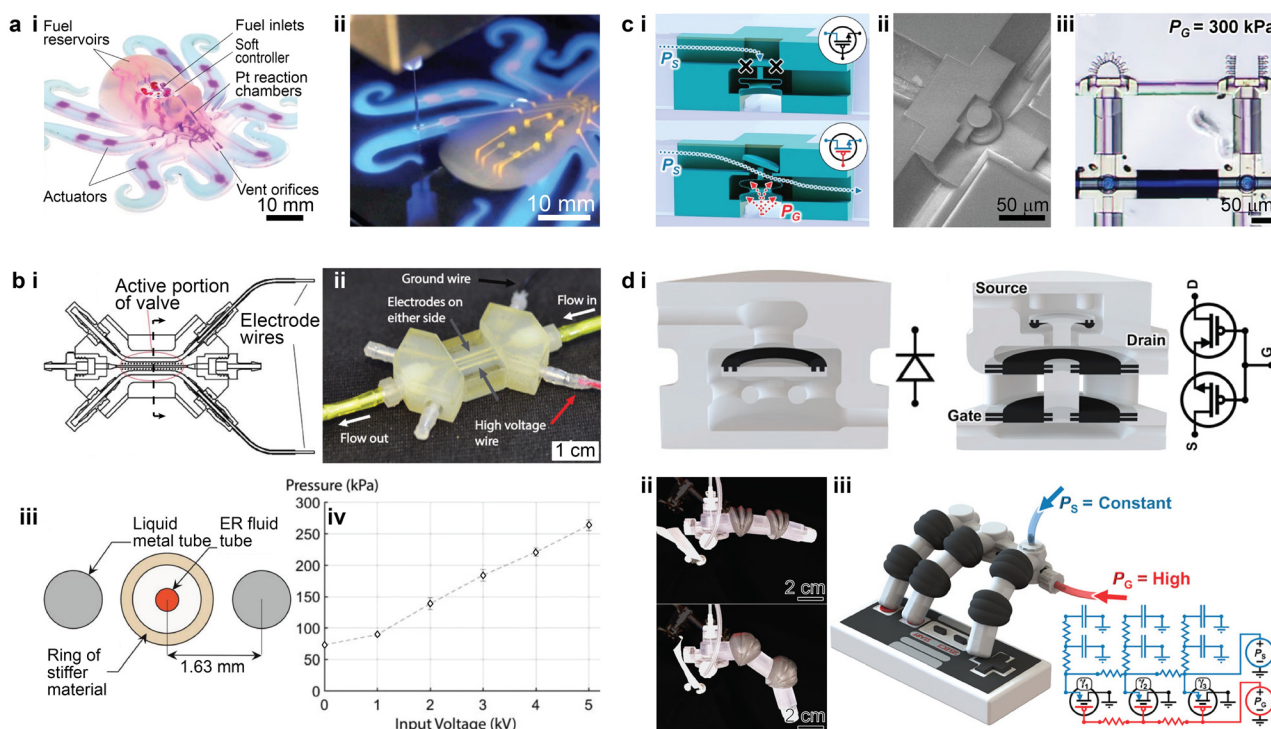 a i
Fuel
reservoirs
Fuel inlets
Soft
controller
Pt reaction
chambers
Actuators
Vent orifices
10 mm
ii
10 mm
c i
P_S
P_S
P_G
ii
50 μm
iii
P_G = 300 kPa
50 μm
b i
Active portion
of valve
Electrode
wires
ii
Ground wire
Electrodes on
either side
Flow in
Flow out
High voltage
wire
1 cm
iii
Liquid
metal tube
ER fluid
tube
Ring of
stiffer
material
1.63 mm
iv
Pressure (kPa)
300
250
200
150
100
50
0
0 1 2 3 4 5
Input Voltage (kV)
d i
Source
Drain
Gate
D
G
S
ii
2 cm
2 cm
iii
P_S = Constant
P_G = High
P_S
γ_1 γ_2 γ_3
P_G